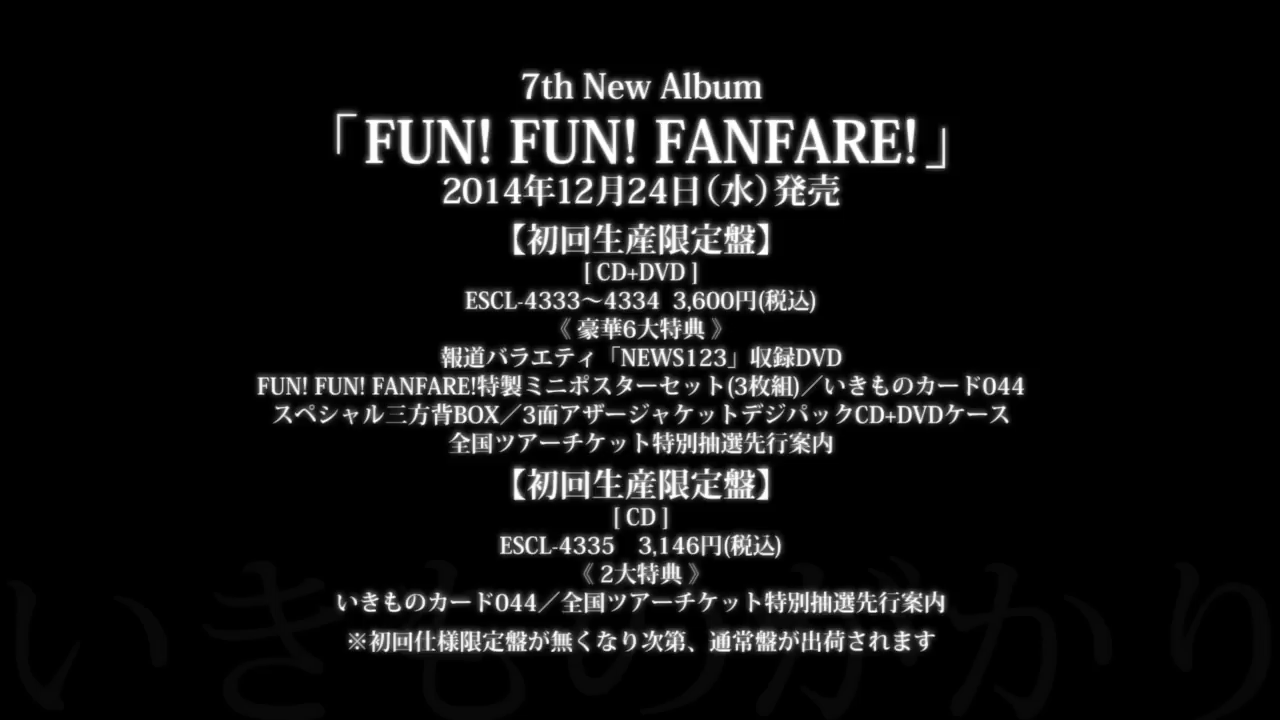 7th New Album
「FUN! FUN! FANFARE!」
2014年12月24日(水)発売
【初回生産限定盤】
[ CD+DVD ]
ESCL-4333～4334 3,600円(税込)
《 豪華6大特典 》
報道バラエティ「NEWS123」収録DVD
FUN! FUN! FANFARE!特製ミニポスターセット(3枚組)／いきものカード044
スペシャル三方背BOX／3面アザージャケットデジパックCD+DVDケース
全国ツアーチケット特別抽選先行案内
【初回生産限定盤】
[ CD ]
ESCL-4335 3,146円(税込)
《 2大特典 》
いきものカード044／全国ツアーチケット特別抽選先行案内
※初回仕様限定盤が無くなり次第、通常盤が出荷されます
いきものがかり